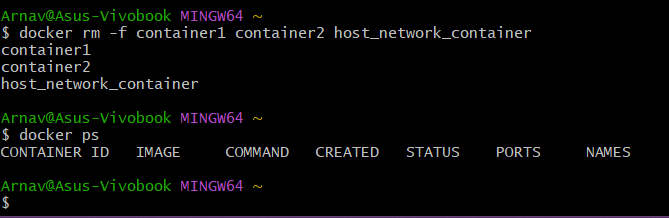 Arnav@Asus-Vivobook MINGW64 ~
$ docker rm -f container1 container2 host_network_container
container1
container2
host_network_container
Arnav@Asus-Vivobook MINGW64 ~
$ docker ps
CONTAINER ID   IMAGE     COMMAND   CREATED   STATUS    PORTS     NAMES
Arnav@Asus-Vivobook MINGW64 ~
$